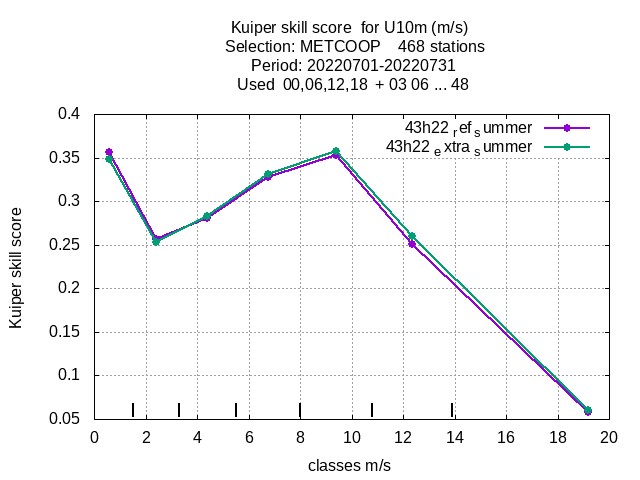 Kuiper skill score  for U10m (m/s)
Selection: METCOOP    468 stations
Period: 20220701-20220731
Used  00,06,12,18  + 03 06 ... 48
43h22 ref summer
43h22 extra summer
0.4
0.35
0.3
0.25
0.2
0.15
0.1
0.05
Kuiper skill score
0 2 4 6 8 10 12 14 16 18 20
classes m/s